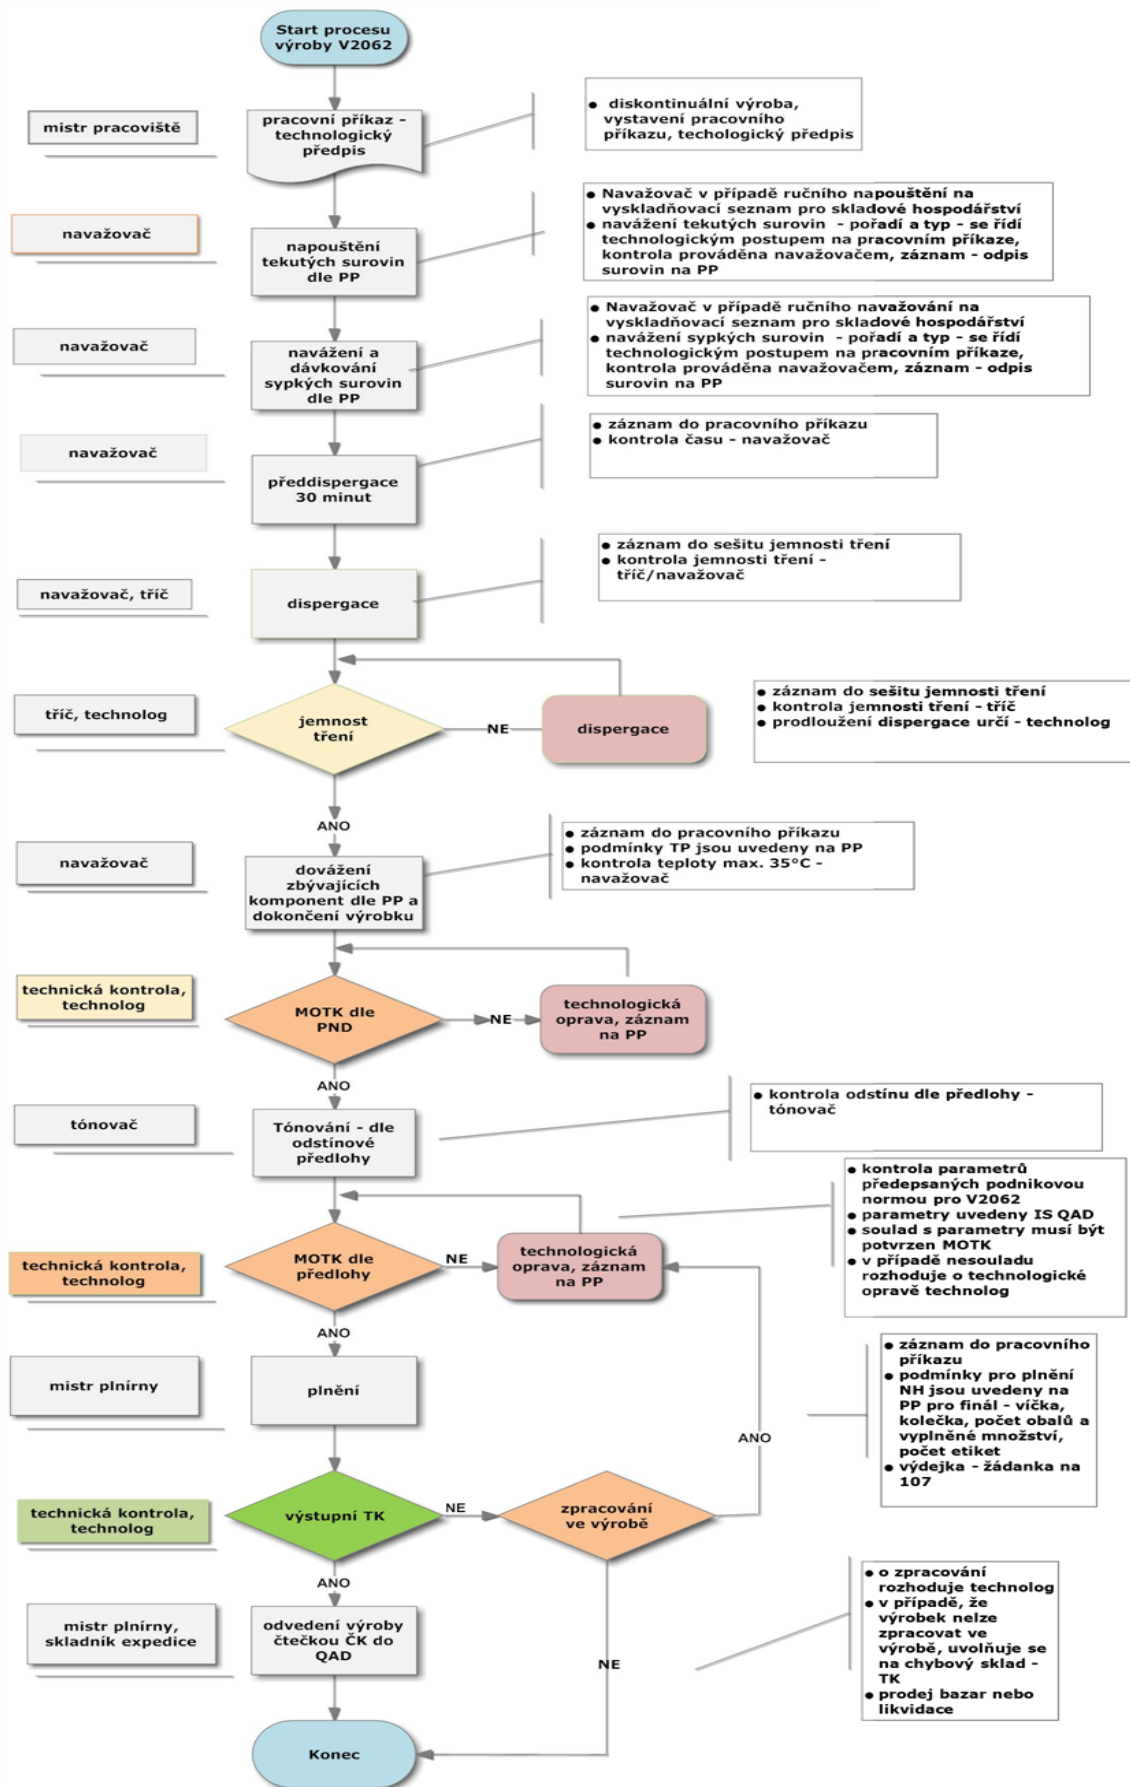 Start procesu
výroby V2062
mistr pracoviště
pracovní příkaz -
technologický
předpis
● diskontinuální výroba,
vystavení pracovního
příkazu, techologický předpis
navažovač
napouštění
tekutých surovin
dle PP
● Navažovač v případě ručního napouštění na
vyskladňovací seznam pro skladové hospodářství
● navážení tekutých surovin - pořadí a typ - se řídí
technologickým postupem na pracovním příkaze,
kontrola prováděna navažovačem, záznam - odpis
surovin na PP
navažovač
navážení a
dávkování
sypkých surovin
dle PP
● Navažovač v případě ručního navažování na
vyskladňovací seznam pro skladové hospodářství
● navážení sypkých surovin - pořadí a typ - se řídí
technologickým postupem na pracovním příkaze,
kontrola prováděna navažovačem, záznam - odpis
surovin na PP
navažovač
předdispergace
30 minut
● záznam do pracovního příkazu
● kontrola času - navažovač
navažovač, tříč
dispergace
● záznam do sešitu jemnosti tření
● kontrola jemnosti tření -
tříč/navažovač
tříč, technolog
jemnost
tření
NE
dispergace
● záznam do sešitu jemnosti tření
● kontrola jemnosti tření - tříč
● prodloužení dispergace určí - technolog
ANO
navažovač
dovážení
zbývajících
komponent dle PP a
dokončení výrobku
● záznam do pracovního příkazu
● podmínky TP jsou uvedeny na PP
● kontrola teploty max. 35°C -
navažovač
technická kontrola,
technolog
MOTK dle
PND
NE
technologická
oprava, záznam
na PP
ANO
tónovač
Tónování - dle
odstínové
předlohy
● kontrola odstínu dle předlohy -
tónovač
technická kontrola,
technolog
MOTK dle
předlohy
NE
technologická
oprava, záznam
na PP
● kontrola parametrů
předepsaných podnikovou
normou pro V2062
● parametry uvedeny IS QAD
● soulad s parametry musí být
potvrzen MOTK
● v případě nesouladu
rozhoduje o technologické
opravě technolog
ANO
mistr plnírny
plnění
ANO
● záznam do pracovního
příkazu
● podmínky pro plnění
NH jsou uvedeny na
PP pro finál - víčka,
kolečka, počet obalů a
vyplněné množství,
počet etiket
● výdejka - žádanka na
107
technická kontrola,
technolog
výstupní TK
NE
zpracování
ve výrobě
ANO
mistr plnírny,
skladník expedice
odvedení výroby
čtečkou ČK do
QAD
NE
● o zpracování
rozhoduje technolog
● v případě, že
výrobek nelze
zpracovat ve
výrobě, uvolňuje se
na chybový sklad -
TK
● prodej bazar nebo
likvidace
Konec